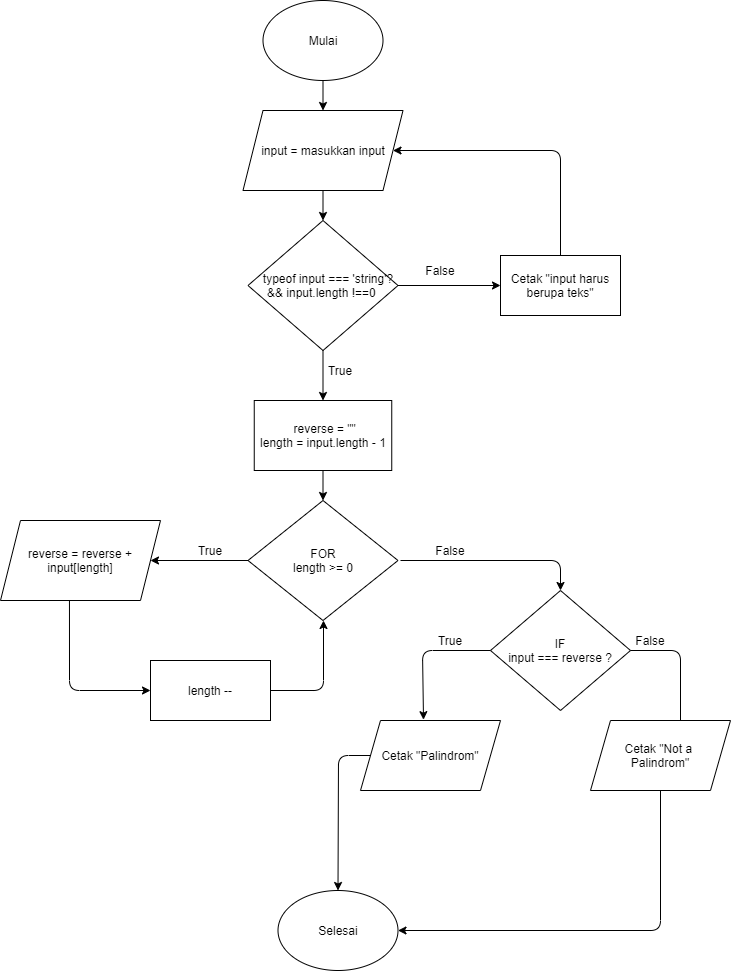 Mulai
input = masukkan input
typeof input === 'string'?
&& input.length !==0
False
Cetak "input harus
berupa teks"
True
reverse = ""
length = input.length - 1
FOR
length >= 0
True
False
reverse = reverse +
input[length]
length --
IF
input === reverse ?
True
False
Cetak "Palindrom"
Cetak "Not a
Palindrom"
Selesai